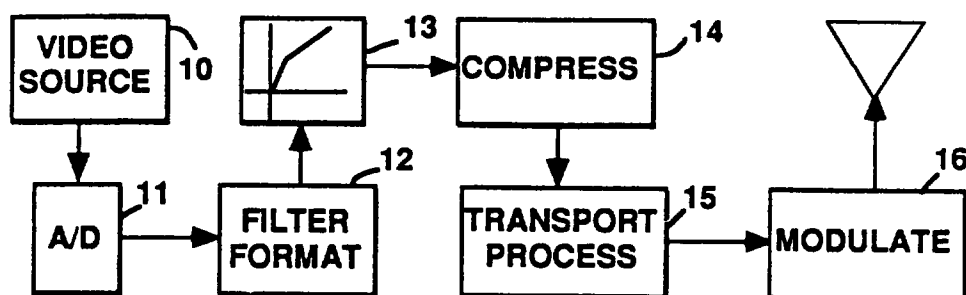 VIDEO
SOURCE
10
11
A/D
12
FILTER
FORMAT
13
14
COMPRESS
15
TRANSPORT
PROCESS
16
MODULATE